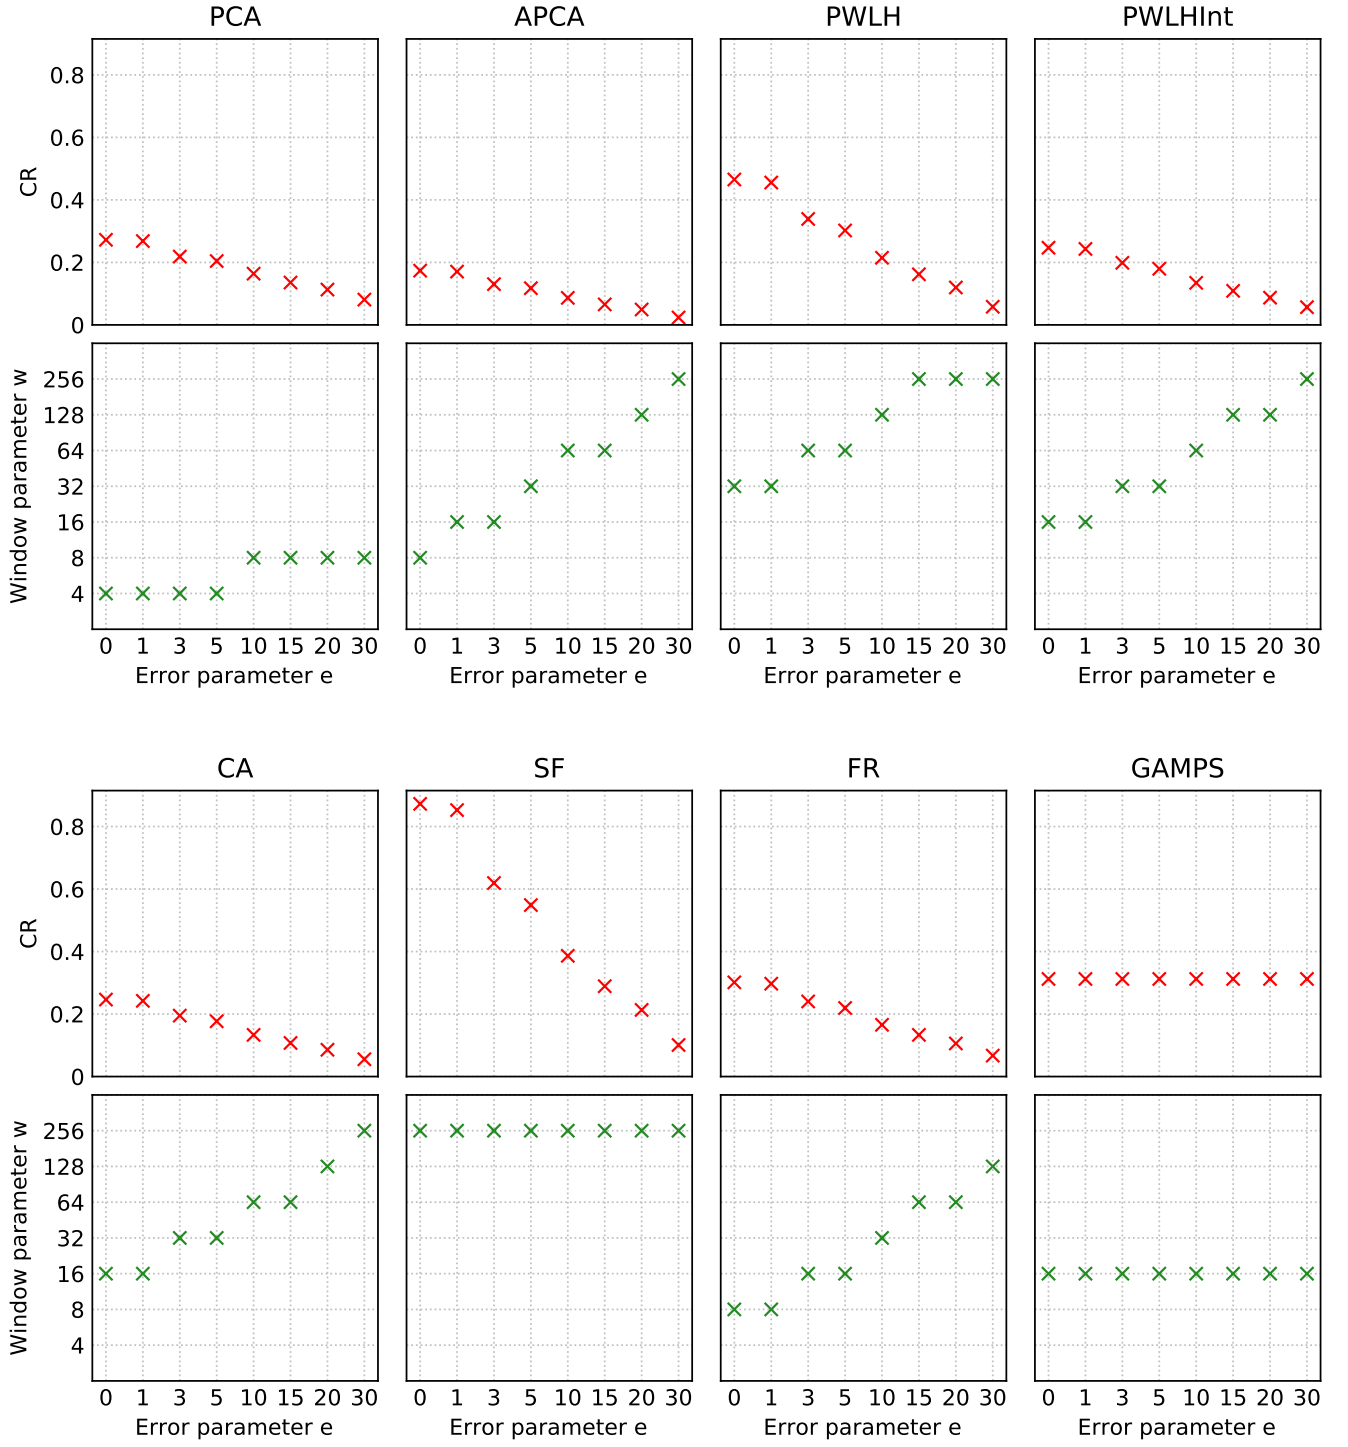 PCA APCA PWLH PWLHInt
CR
0.8
0.6
0.4
0.2
0
Window parameter w
256
128
64
32
16
8
4
0 1 3 5 10 15 20 30 0 1 3 5 10 15 20 30 0 1 3 5 10 15 20 30 0 1 3 5 10 15 20 30
Error parameter e Error parameter e Error parameter e Error parameter e
CA SF FR GAMPS
CR
0.8
0.6
0.4
0.2
0
Window parameter w
256
128
64
32
16
8
4
0 1 3 5 10 15 20 30 0 1 3 5 10 15 20 30 0 1 3 5 10 15 20 30 0 1 3 5 10 15 20 30
Error parameter e Error parameter e Error parameter e Error parameter e